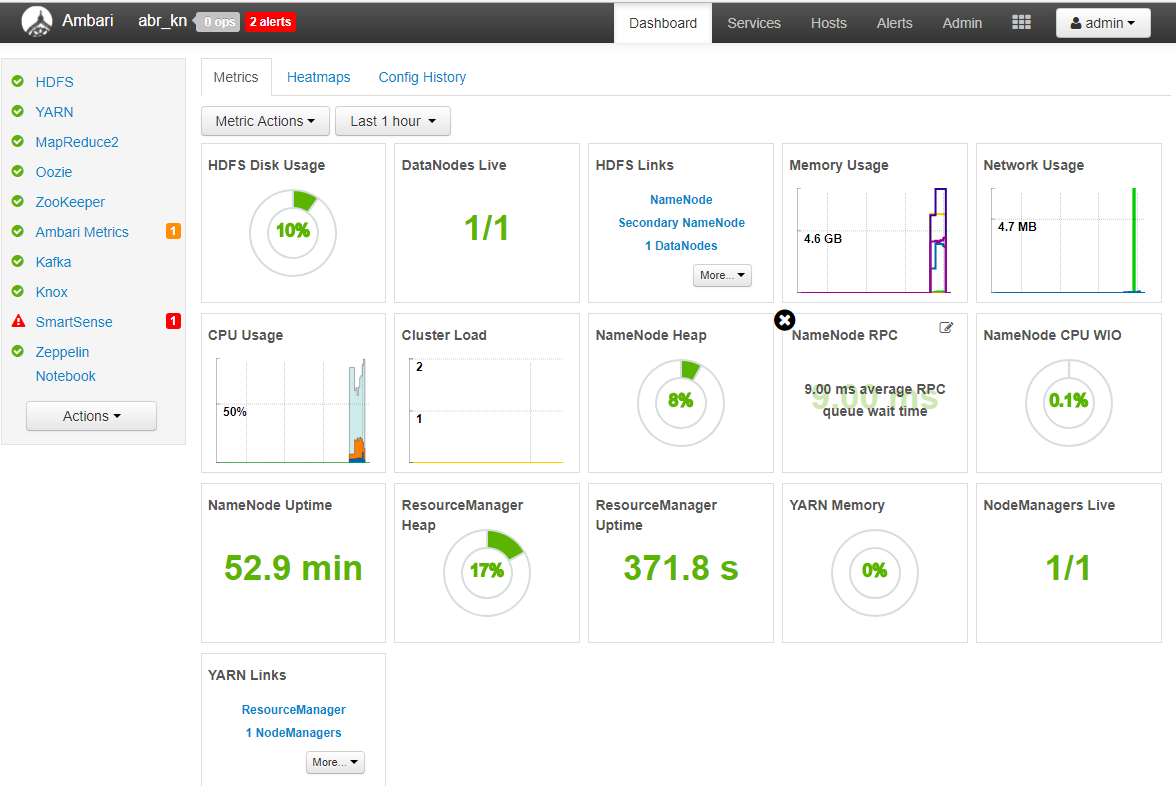 Ambari abr_kn 0 ops 2 alerts Dashboard Services Hosts Alerts Admin admin
HDFS
YARN
MapReduce2
Oozie
ZooKeeper
Ambari Metrics 1
Kafka
Knox
SmartSense 1
Zeppelin
Notebook
Actions
Metrics Heatmaps Config History
Metric Actions Last 1 hour
HDFS Disk Usage
10%
DataNodes Live
1/1
HDFS Links
NameNode
Secondary NameNode
1 DataNodes
More...
Memory Usage
4.6 GB
Network Usage
4.7 MB
CPU Usage
50%
Cluster Load
2
1
NameNode Heap
8%
NameNode RPC
9.00 ms
9.00 ms average RPC
queue wait time
NameNode CPU WIO
0.1%
NameNode Uptime
52.9 min
ResourceManager
Heap
17%
ResourceManager
Uptime
371.8 s
YARN Memory
0%
NodeManagers Live
1/1
YARN Links
ResourceManager
1 NodeManagers
More...